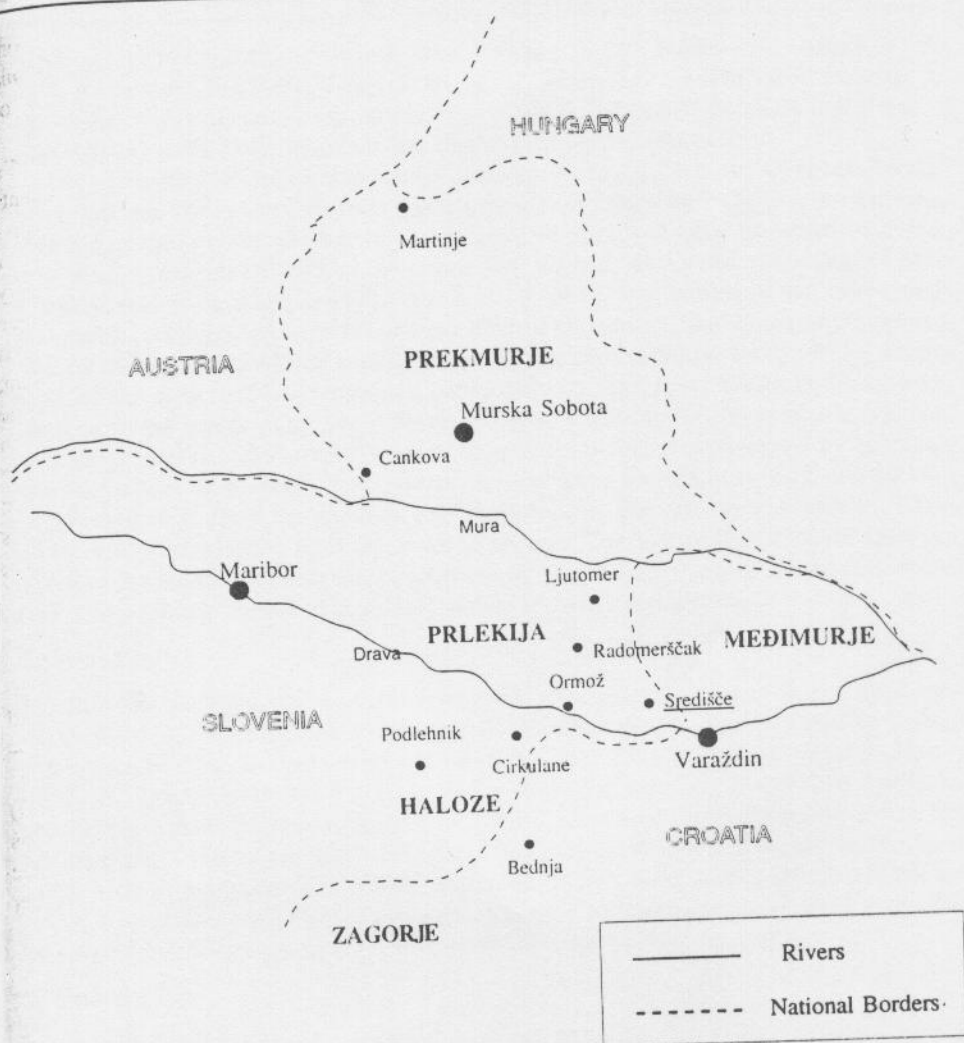 HUNGARY
Martinje
AUSTRIA
PREKMURJE
Murska Sobota
Cankova
Mura
Maribor
Ljutomer
PRLEKIJA
MEĐIMURJE
Drava
Radomerščak
Ormož
Središče
SLOVENIA
Podlehnik
Cirkulane
Varaždin
HALOZE
CROATIA
Bednja
ZAGORJE
Rivers
National Borders